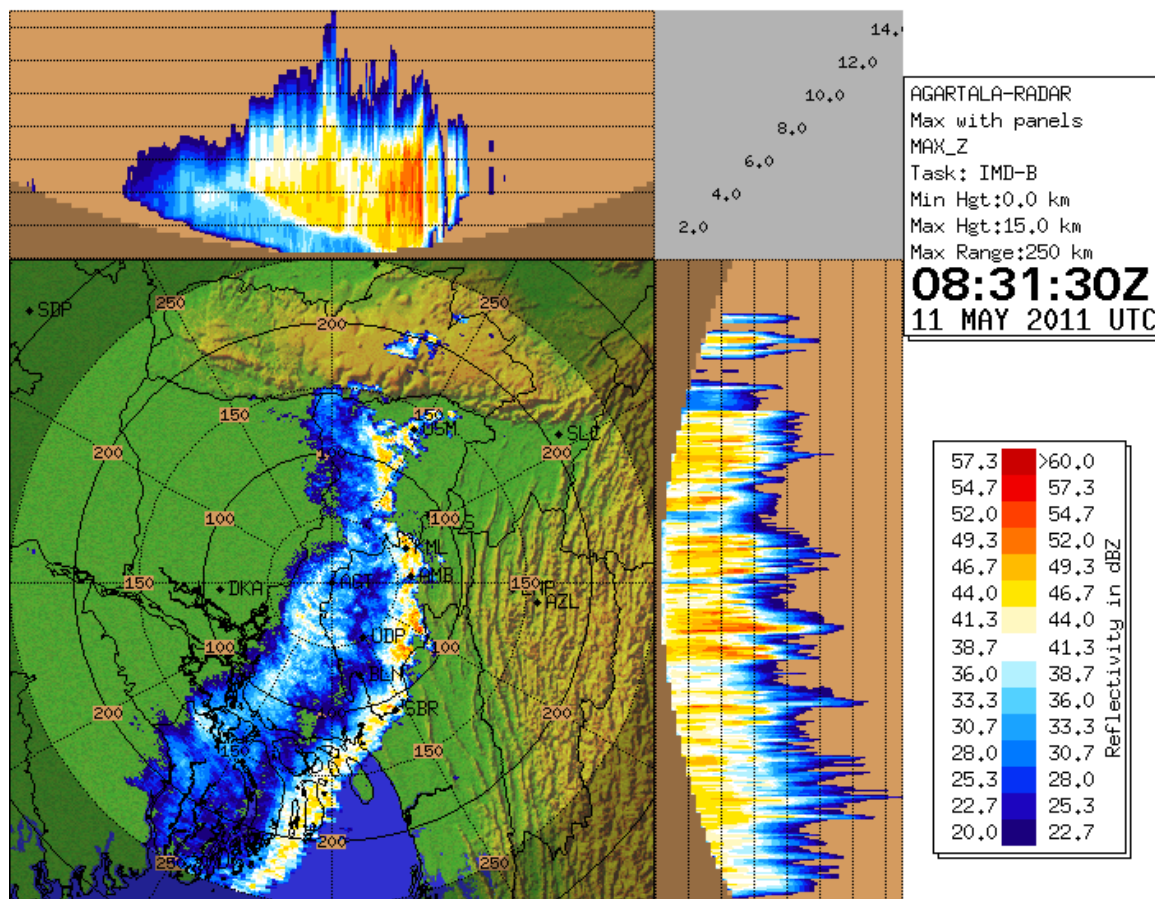 14.
12.0
10.0
8.0
6.0
4.0
2.0
AGARTALA-RADAR
Max with panels
MAX_Z
Task: IMD-B
Min Hgt:0.0 km
Max Hgt:15.0 km
Max Range:250 km
08:31:30Z
11 MAY 2011 UTC
SDP
250
250
200
150
150
USM
SLC
100
200
200
100
100
KML
AMB
AGT
150
150
DKA
AZL
UDP
100
100
BLN
SBR
200
200
150
150
200
250
250
57.3 >60.0
54.7 57.3
52.0 54.7
49.3 52.0
46.7 49.3
44.0 46.7
41.3 44.0
38.7 41.3
36.0 38.7
33.3 36.0
30.7 33.3
28.0 30.7
25.3 28.0
22.7 25.3
20.0 22.7
Reflectivity in dBZ